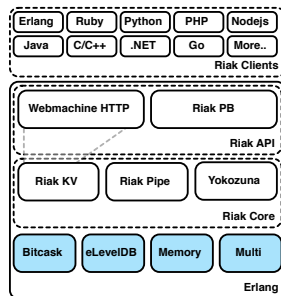 Erlang Ruby Python PHP Nodejs
Java C/C++ .NET Go More..
Riak Clients
Webmachine HTTP Riak PB
Riak API
Riak KV Riak Pipe Yokozuna
Riak Core
Bitcask eLevelDB Memory Multi
Erlang